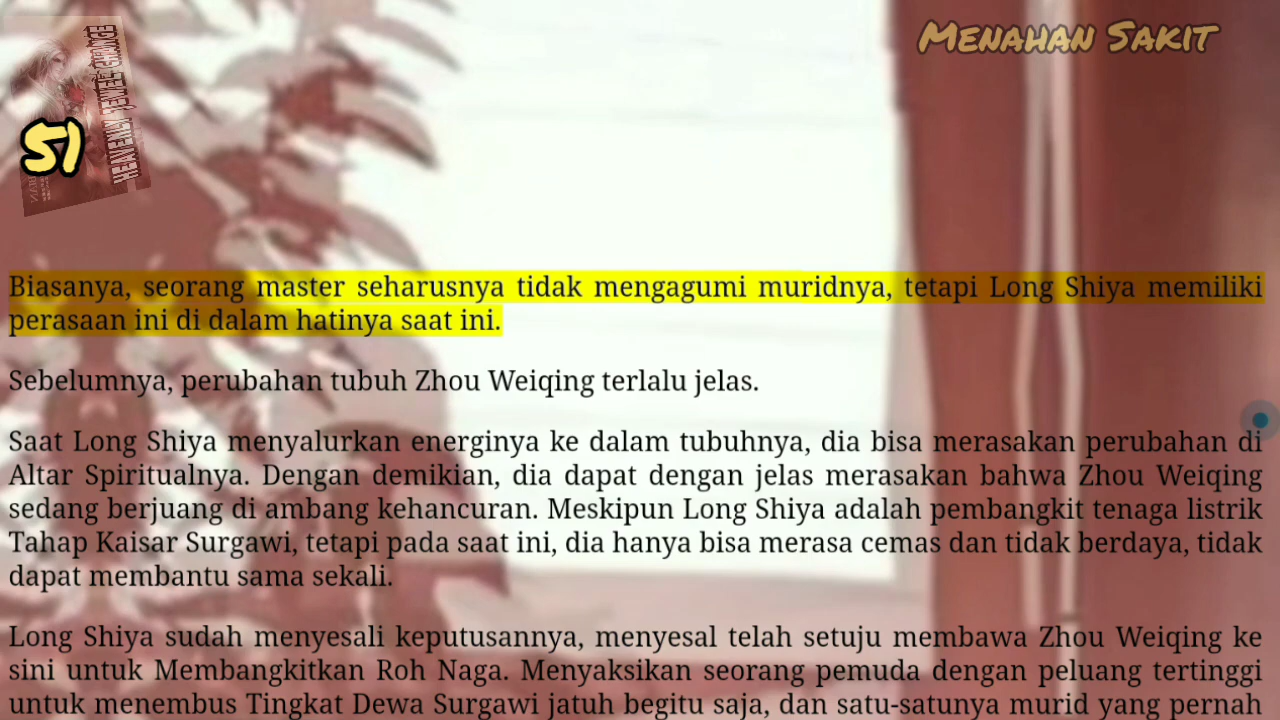 Menahan Sakit
HEAVENLY JEWEL CHANGE
51
Biasanya, seorang master seharusnya tidak mengagumi muridnya, tetapi Long Shiya memiliki
perasaan ini di dalam hatinya saat ini.
Sebelumnya, perubahan tubuh Zhou Weiqing terlalu jelas.
Saat Long Shiya menyalurkan energinya ke dalam tubuhnya, dia bisa merasakan perubahan di
Altar Spiritualnya. Dengan demikian, dia dapat dengan jelas merasakan bahwa Zhou Weiqing
sedang berjuang di ambang kehancuran. Meskipun Long Shiya adalah pembangkit tenaga listrik
Tahap Kaisar Surgawi, tetapi pada saat ini, dia hanya bisa merasa cemas dan tidak berdaya, tidak
dapat membantu sama sekali.
Long Shiya sudah menyesali keputusannya, menyesal telah setuju membawa Zhou Weiqing ke
sini untuk Membangkitkan Roh Naga. Menyaksikan seorang pemuda dengan peluang tertinggi
untuk menembus Tingkat Dewa Surgawi jatuh begitu saja, dan satu-satunya murid yang pernah